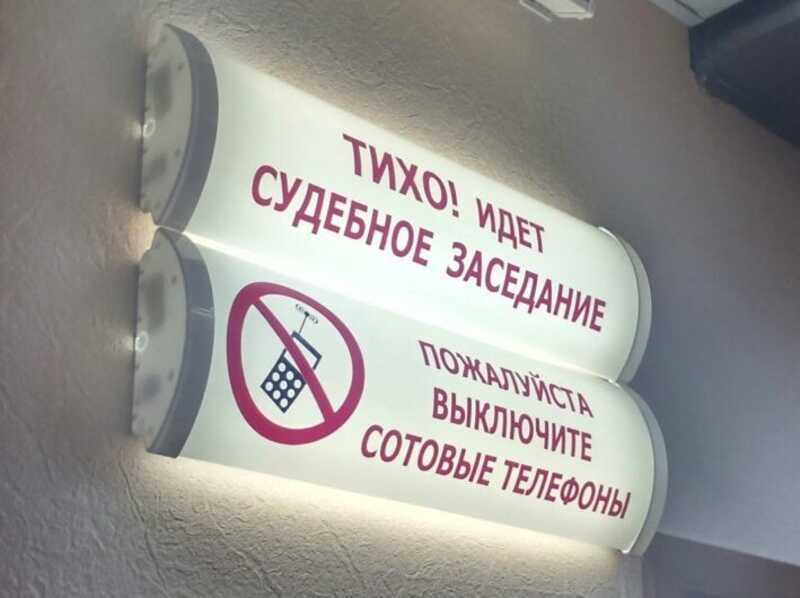 ТИХО! ИДЕТ
СУДЕБНОЕ ЗАСЕДАНИЕ
ПОЖАЛУЙСТА
ВЫКЛЮЧИТЕ
СОТОВЫЕ ТЕЛЕФОНЫ